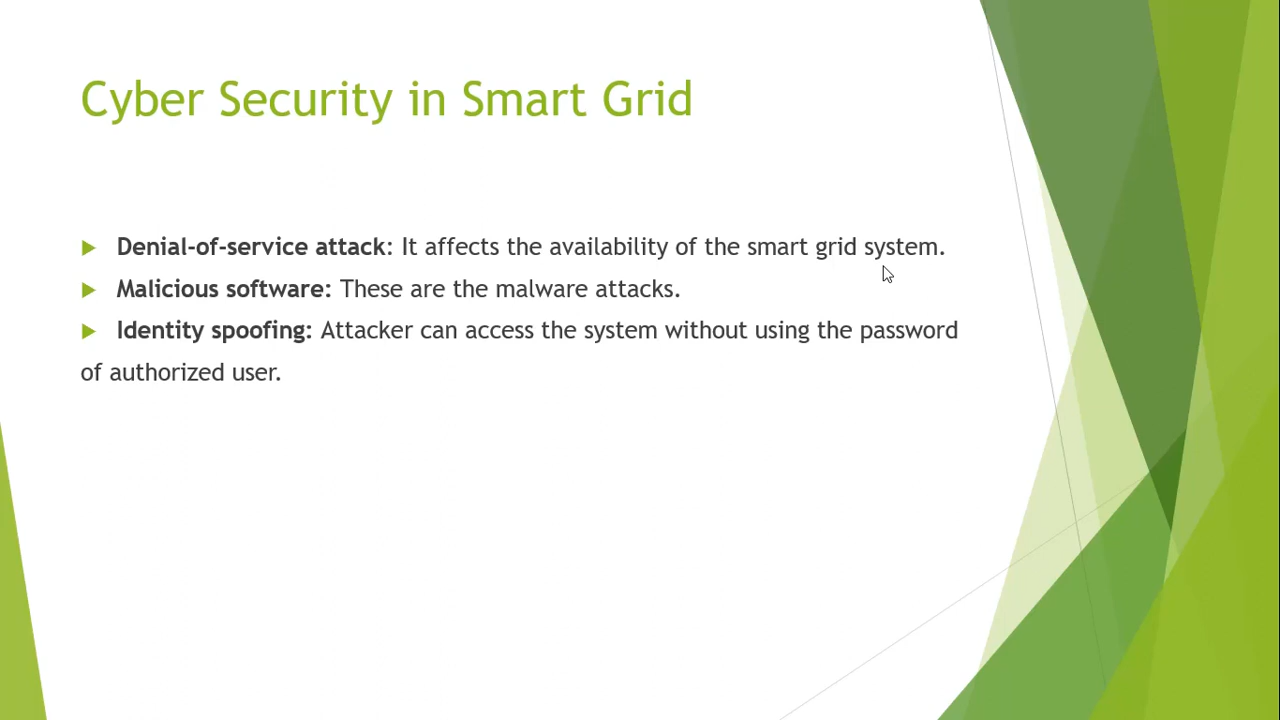 Cyber Security in Smart Grid
Denial-of-service attack: It affects the availability of the smart grid system.
Malicious software: These are the malware attacks.
Identity spoofing: Attacker can access the system without using the password
of authorized user.